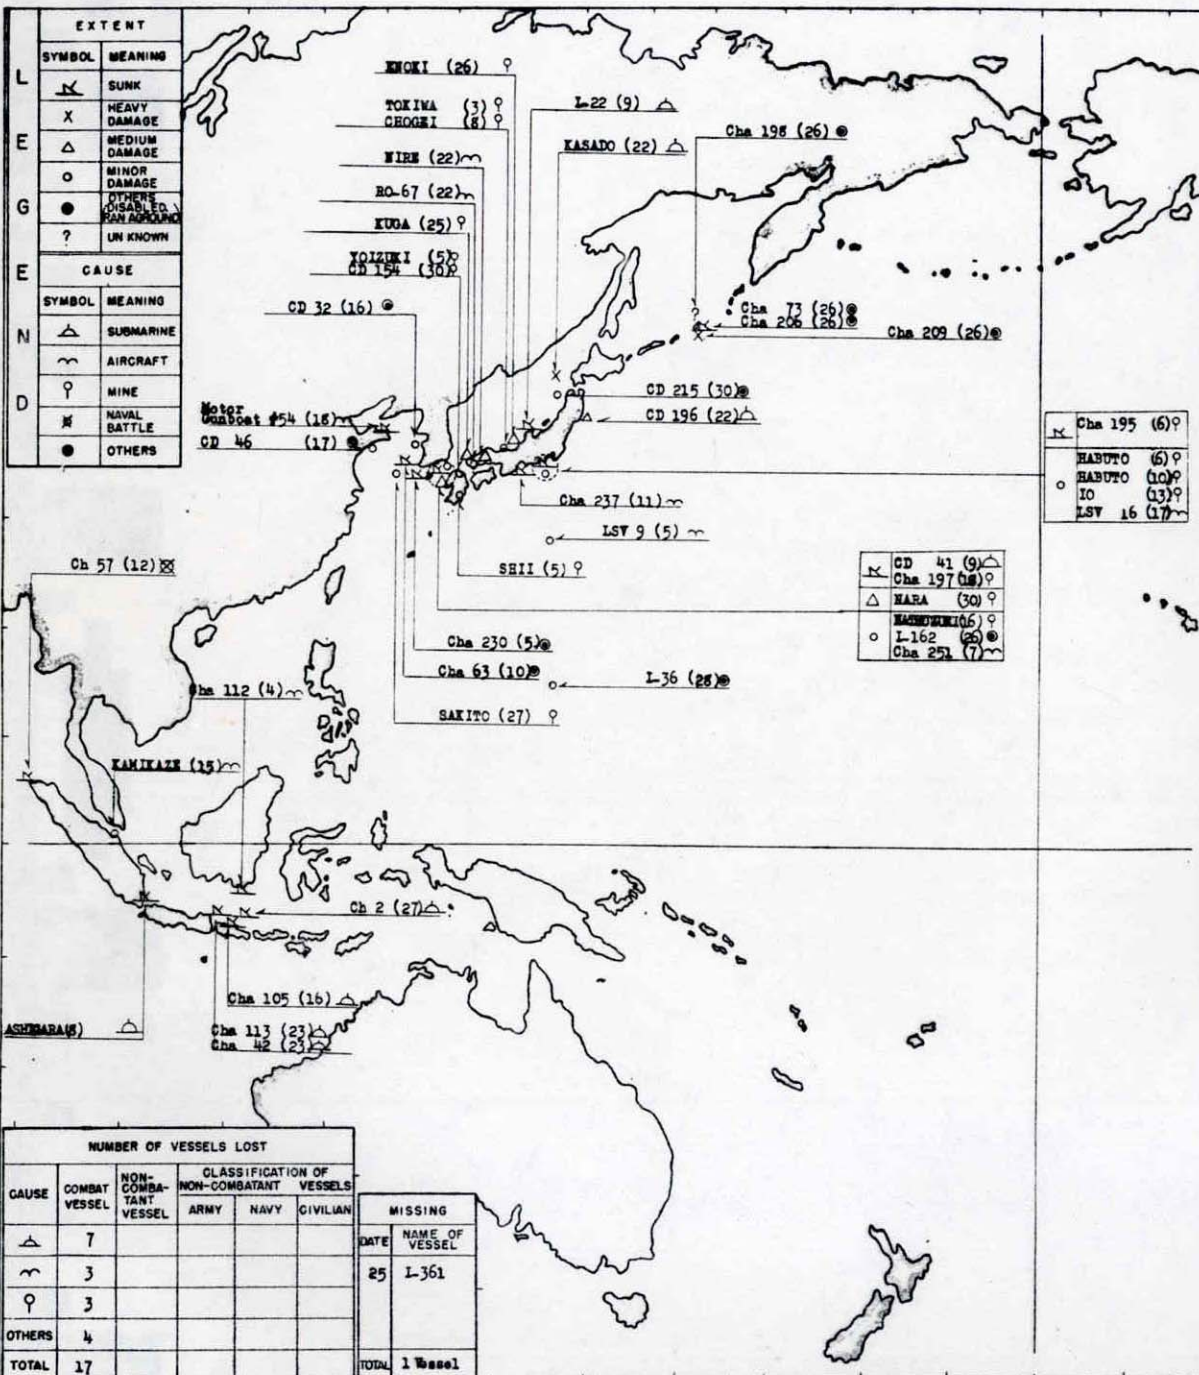 EXTENT
SYMBOL MEANING
SUNK
X HEAVY DAMAGE
MEDIUM DAMAGE
MINOR DAMAGE
OTHERS (DISABLED RAN AGROUND)
? UNKNOWN
CAUSE
SYMBOL MEANING
SUBMARINE
AIRCRAFT
MINE
NAVAL BATTLE
OTHERS
LEGEND
ENOKI (26)
TOKIWA (3)
CHOGEI (8)
NIRE (22)
RO-67 (22)
KUGA (25)
YOIZUKI (5)
CD 154 (30)
CD 32 (16)
Motor Gunboat #54 (18)
CD 46 (17)
I-22 (9)
KASADO (22)
Cha 198 (26)
?
Cha 73 (26)
Cha 206 (26)
Cha 209 (26)
CD 215 (30)
CD 196 (22)
Cha 195 (6)
HABUTO (6)
HABUTO (10)
IO (13)
LSV 16 (17)
Cha 237 (11)
LSV 9 (5)
SHII (5)
CD 41 (9)
Cha 197
NARA (30)
I-162 (26)
Cha 251 (7)
Ch 57 (12)
Cha 230 (5)
Cha 63 (10)
I-36 (28)
Cha 112 (4)
SAKITO (27)
KAMIKAZE (15)
Ch 2 (27)
Cha 105 (16)
ASHIGARA (8)
Cha 113 (23)
Cha 42 (23)
NUMBER OF VESSELS LOST
CAUSE COMBAT VESSEL NON-COMBATANT VESSEL CLASSIFICATION OF NON-COMBATANT VESSELS
ARMY NAVY CIVILIAN
7
3
3
OTHERS 4
TOTAL 17
MISSING
DATE NAME OF VESSEL
25 I-361
TOTAL 1 Vessel